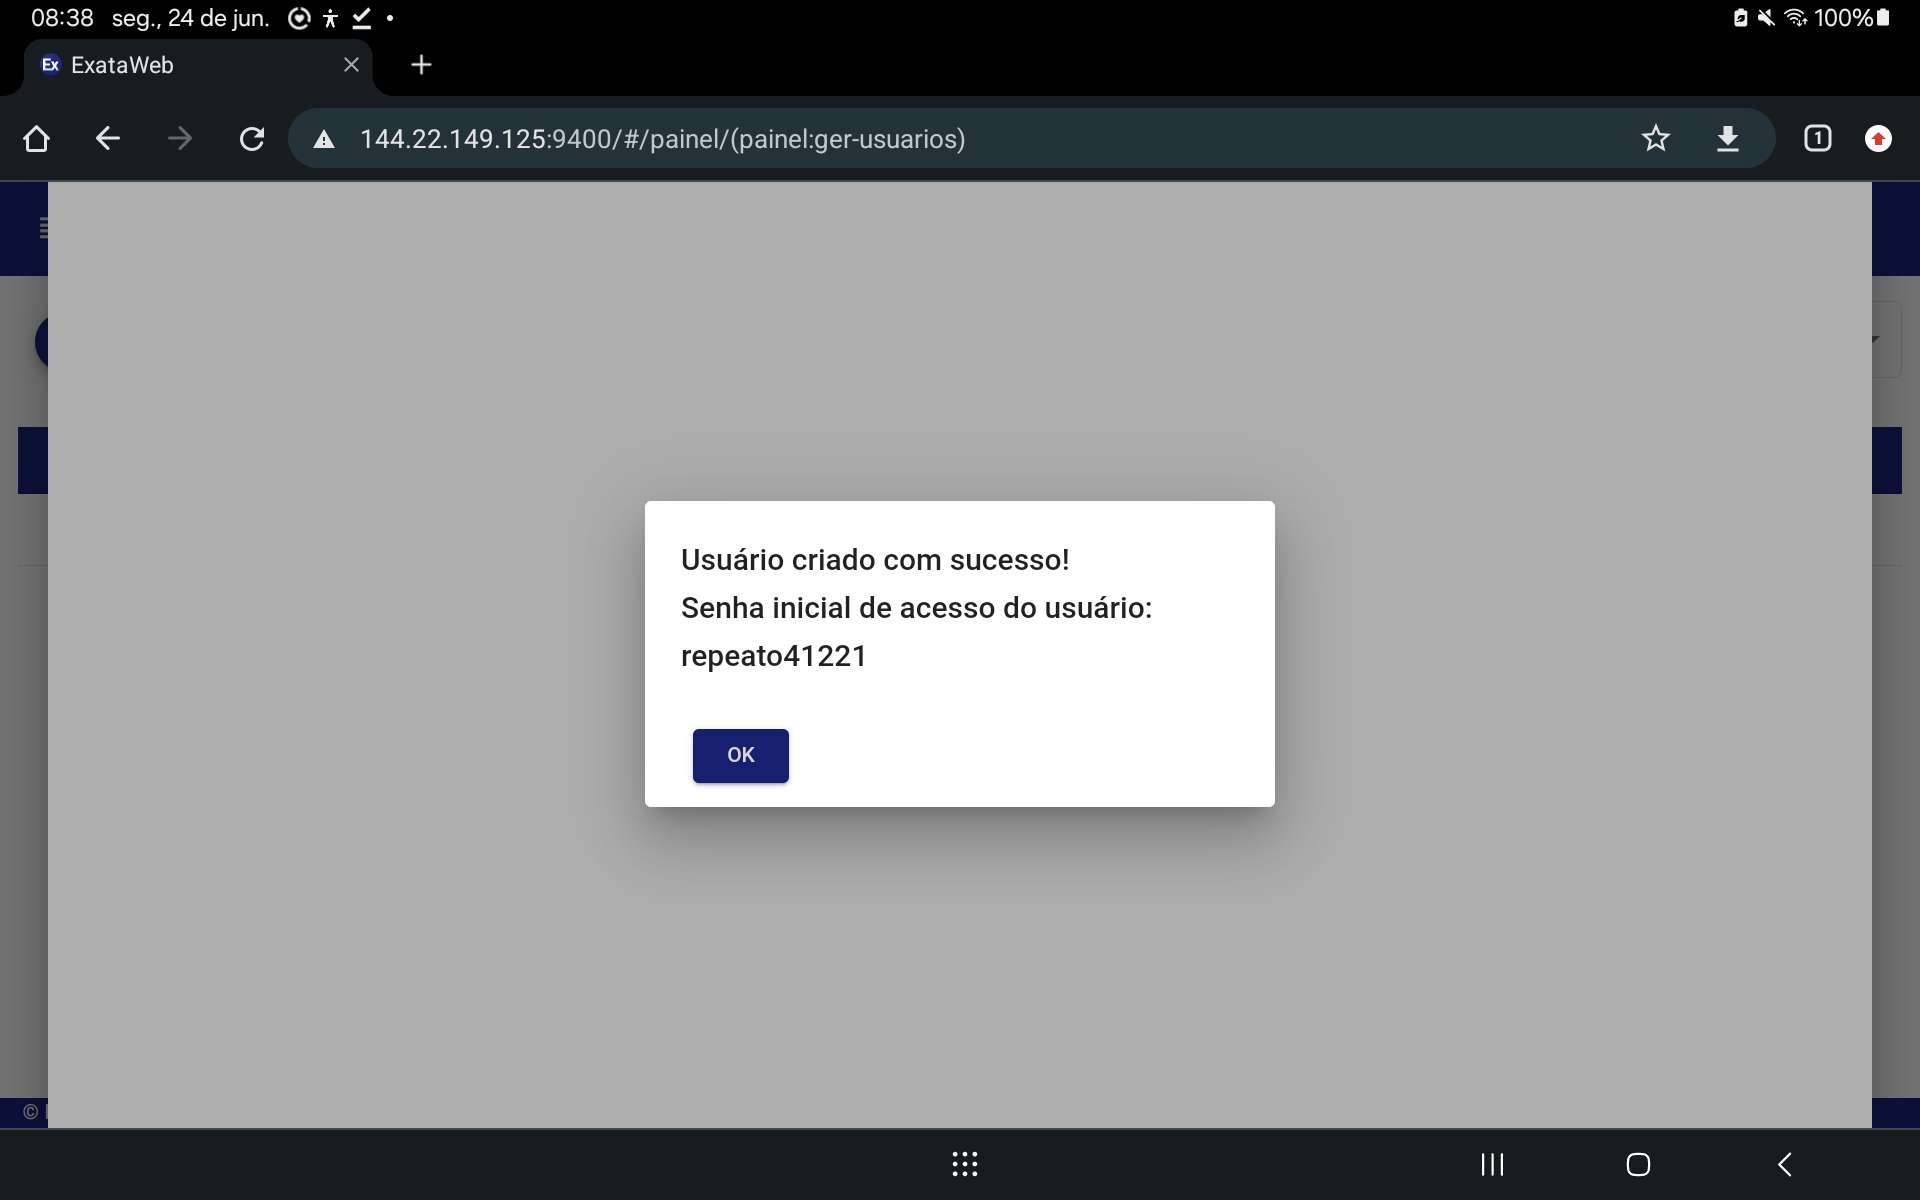 08:38 seg., 24 de jun.
100%
Ex ExataWeb
144.22.149.125:9400/#/painel/(painel:ger-usuarios)
1
Usuário criado com sucesso!
Senha inicial de acesso do usuário:
repeato41221
OK
©